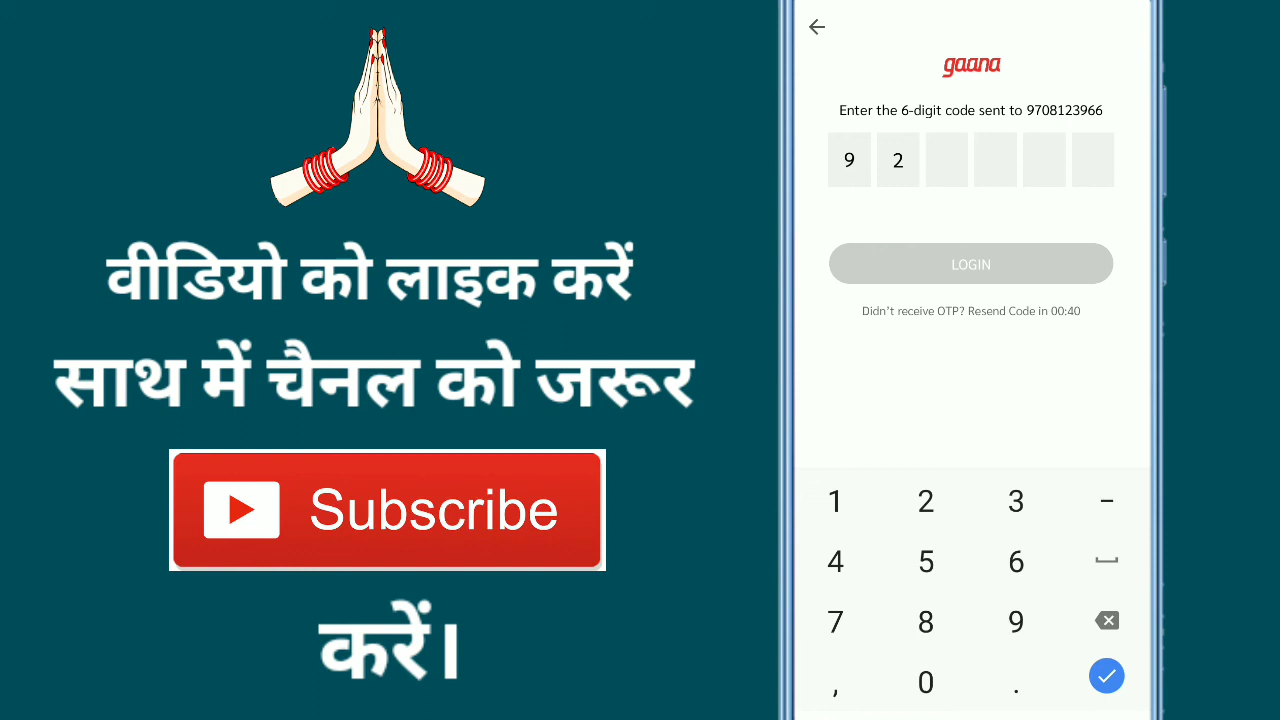 वीडियो को लाइक करें
साथ में चैनल को जरूर
Subscribe
करें।
gaana
Enter the 6-digit code sent to 9708123966
9 2
LOGIN
Didn't receive OTP? Resend Code in 00:40
1 2 3 –
4 5 6
7 8 9
, 0 .